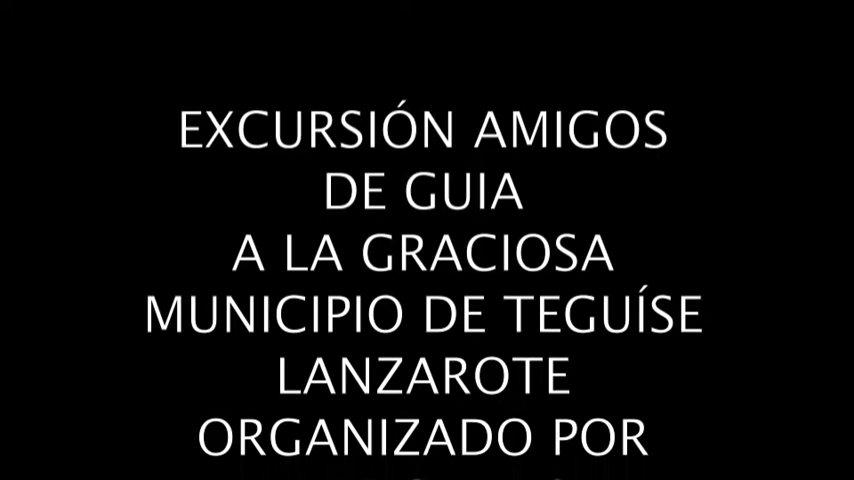 EXCURSIÓN AMIGOS
DE GUIA
A LA GRACIOSA
MUNICIPIO DE TEGUÍSE
LANZAROTE
ORGANIZADO POR